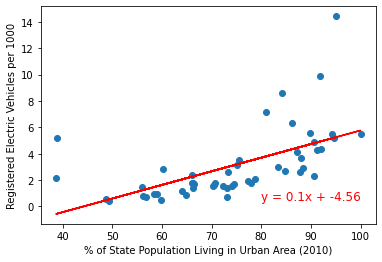 14
12
10
8
6
4
2
0
Registered Electric Vehicles per 1000
y = 0.1x + -4.56
40 50 60 70 80 90 100
% of State Population Living in Urban Area (2010)